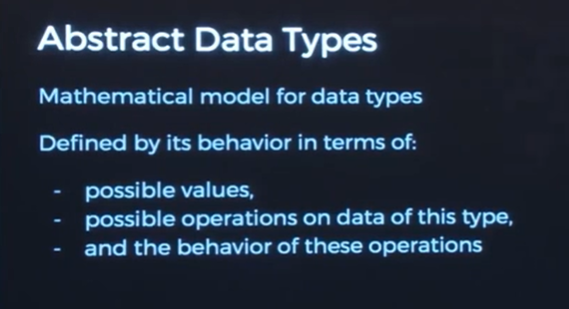 Abstract Data Types
Mathematical model for data types
Defined by its behavior in terms of:
- possible values,
- possible operations on data of this type,
- and the behavior of these operations